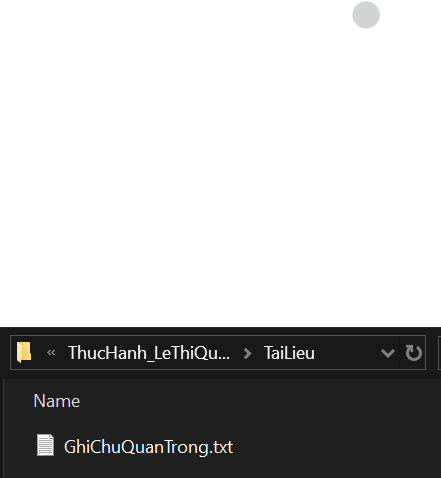 « ThucHanh_LeThiQu... > TaiLieu
Name
GhiChuQuanTrong.txt